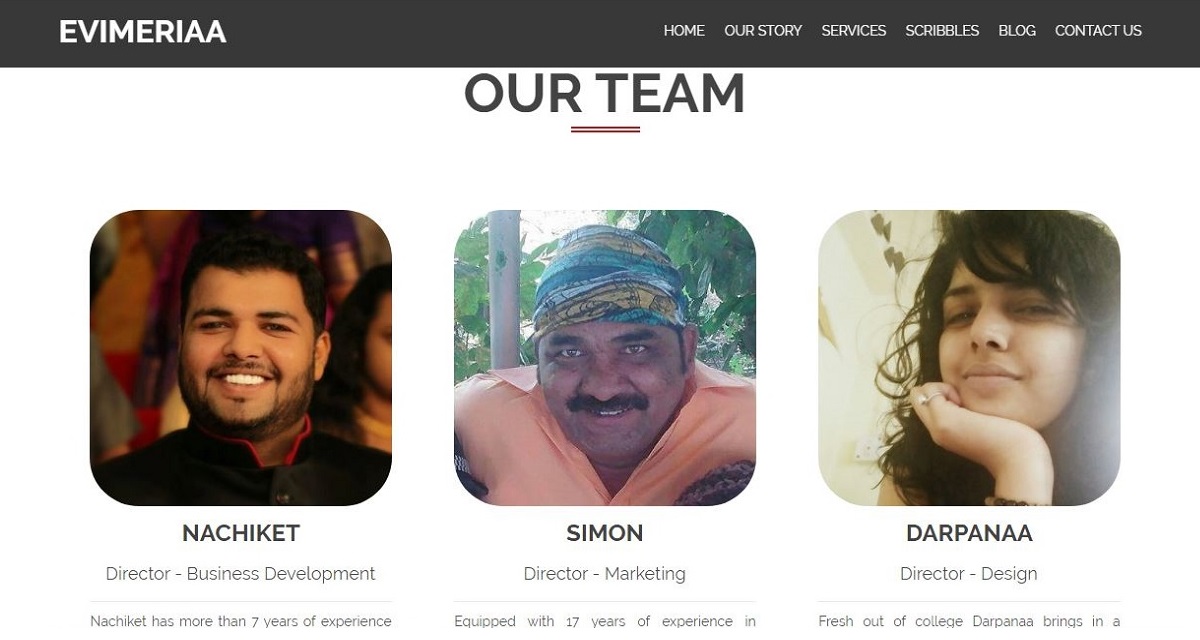 EVIMERIAA
HOME OUR STORY SERVICES SCRIBBLES BLOG CONTACT US
OUR TEAM
NACHIKET
Director - Business Development
Nachiket has more than 7 years of experience
SIMON
Director - Marketing
Equipped with 17 years of experience in
DARPANAA
Director - Design
Fresh out of college Darpanaa brings in a